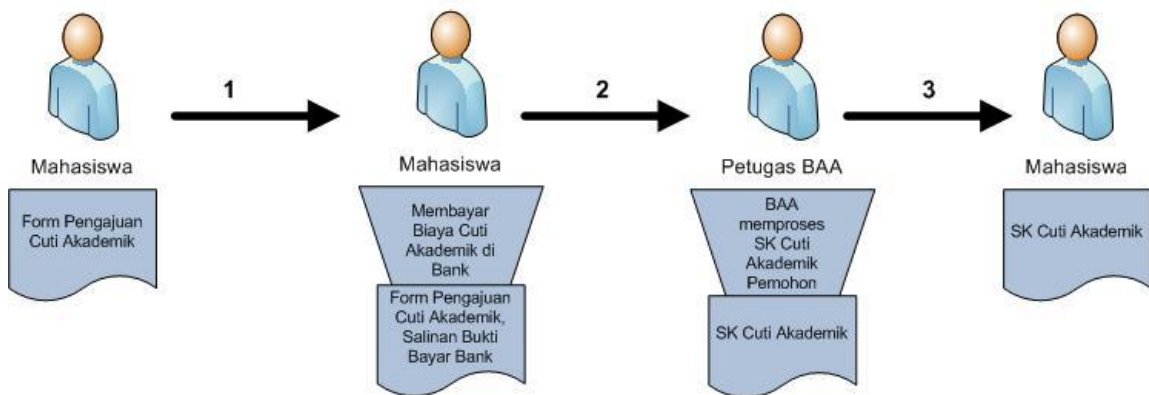 1
2
3
Mahasiswa
Mahasiswa
Petugas BAA
Mahasiswa
Form Pengajuan
Cuti Akademik
Membayar
Biaya Cuti
Akademik di
Bank
Form Pengajuan
Cuti Akademik,
Salinan Bukti
Bayar Bank
BAA
memproses
SK Cuti
Akademik
Pemohon
SK Cuti Akademik
SK Cuti Akademik